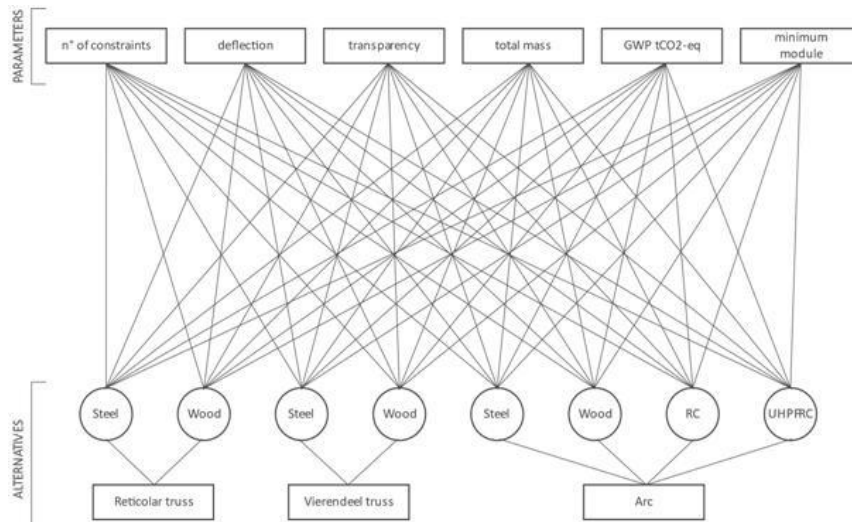 PARAMETERS
n° of constraints
deflection
transparency
total mass
GWP tCO2-eq
minimum
module
ALTERNATIVES
Steel
Wood
Steel
Wood
Steel
Wood
RC
UHPFRC
Reticolar truss
Vierendeel truss
Arc